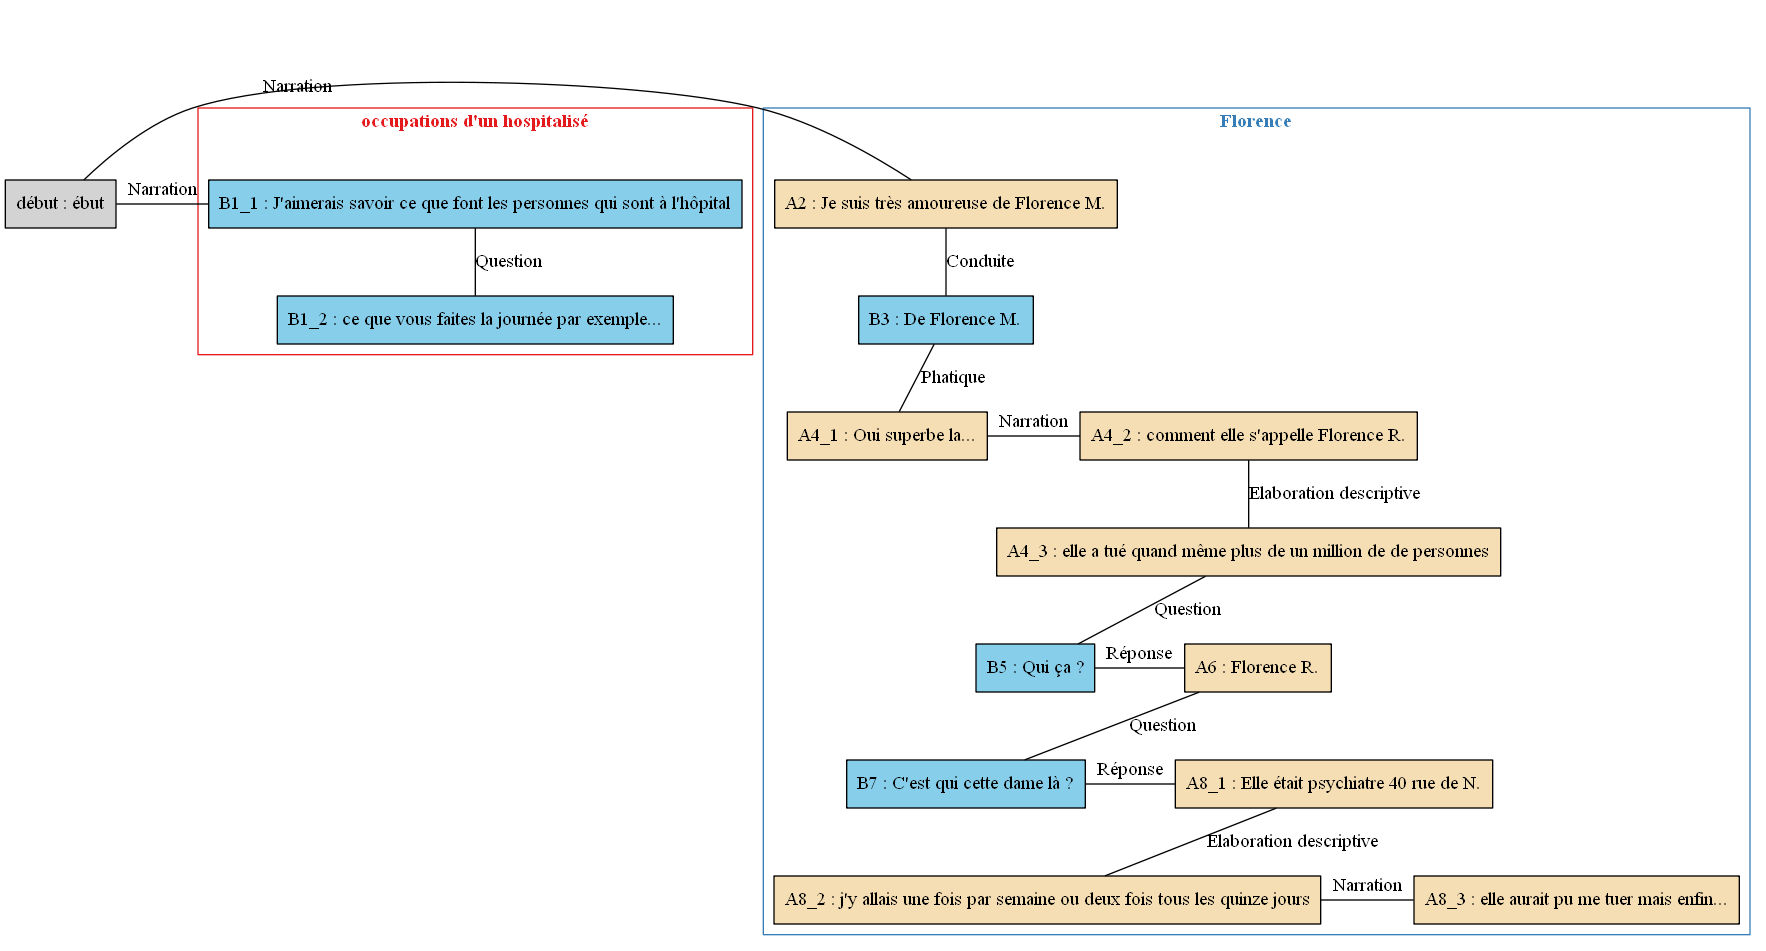 Narration
occupations d'un hospitalisé
Florence
début : ébut
Narration
B1_1 : J'aimerais savoir ce que font les personnes qui sont à l'hôpital
A2 : Je suis très amoureuse de Florence M.
Question
Conduite
B1_2 : ce que vous faites la journée par exemple...
B3 : De Florence M.
Phatique
A4_1 : Oui superbe la...
Narration
A4_2 : comment elle s'appelle Florence R.
Elaboration descriptive
A4_3 : elle a tué quand même plus de un million de de personnes
Question
B5 : Qui ça ?
Réponse
A6 : Florence R.
Question
B7 : C'est qui cette dame là ?
Réponse
A8_1 : Elle était psychiatre 40 rue de N.
Elaboration descriptive
A8_2 : j'y allais une fois par semaine ou deux fois tous les quinze jours
Narration
A8_3 : elle aurait pu me tuer mais enfin...